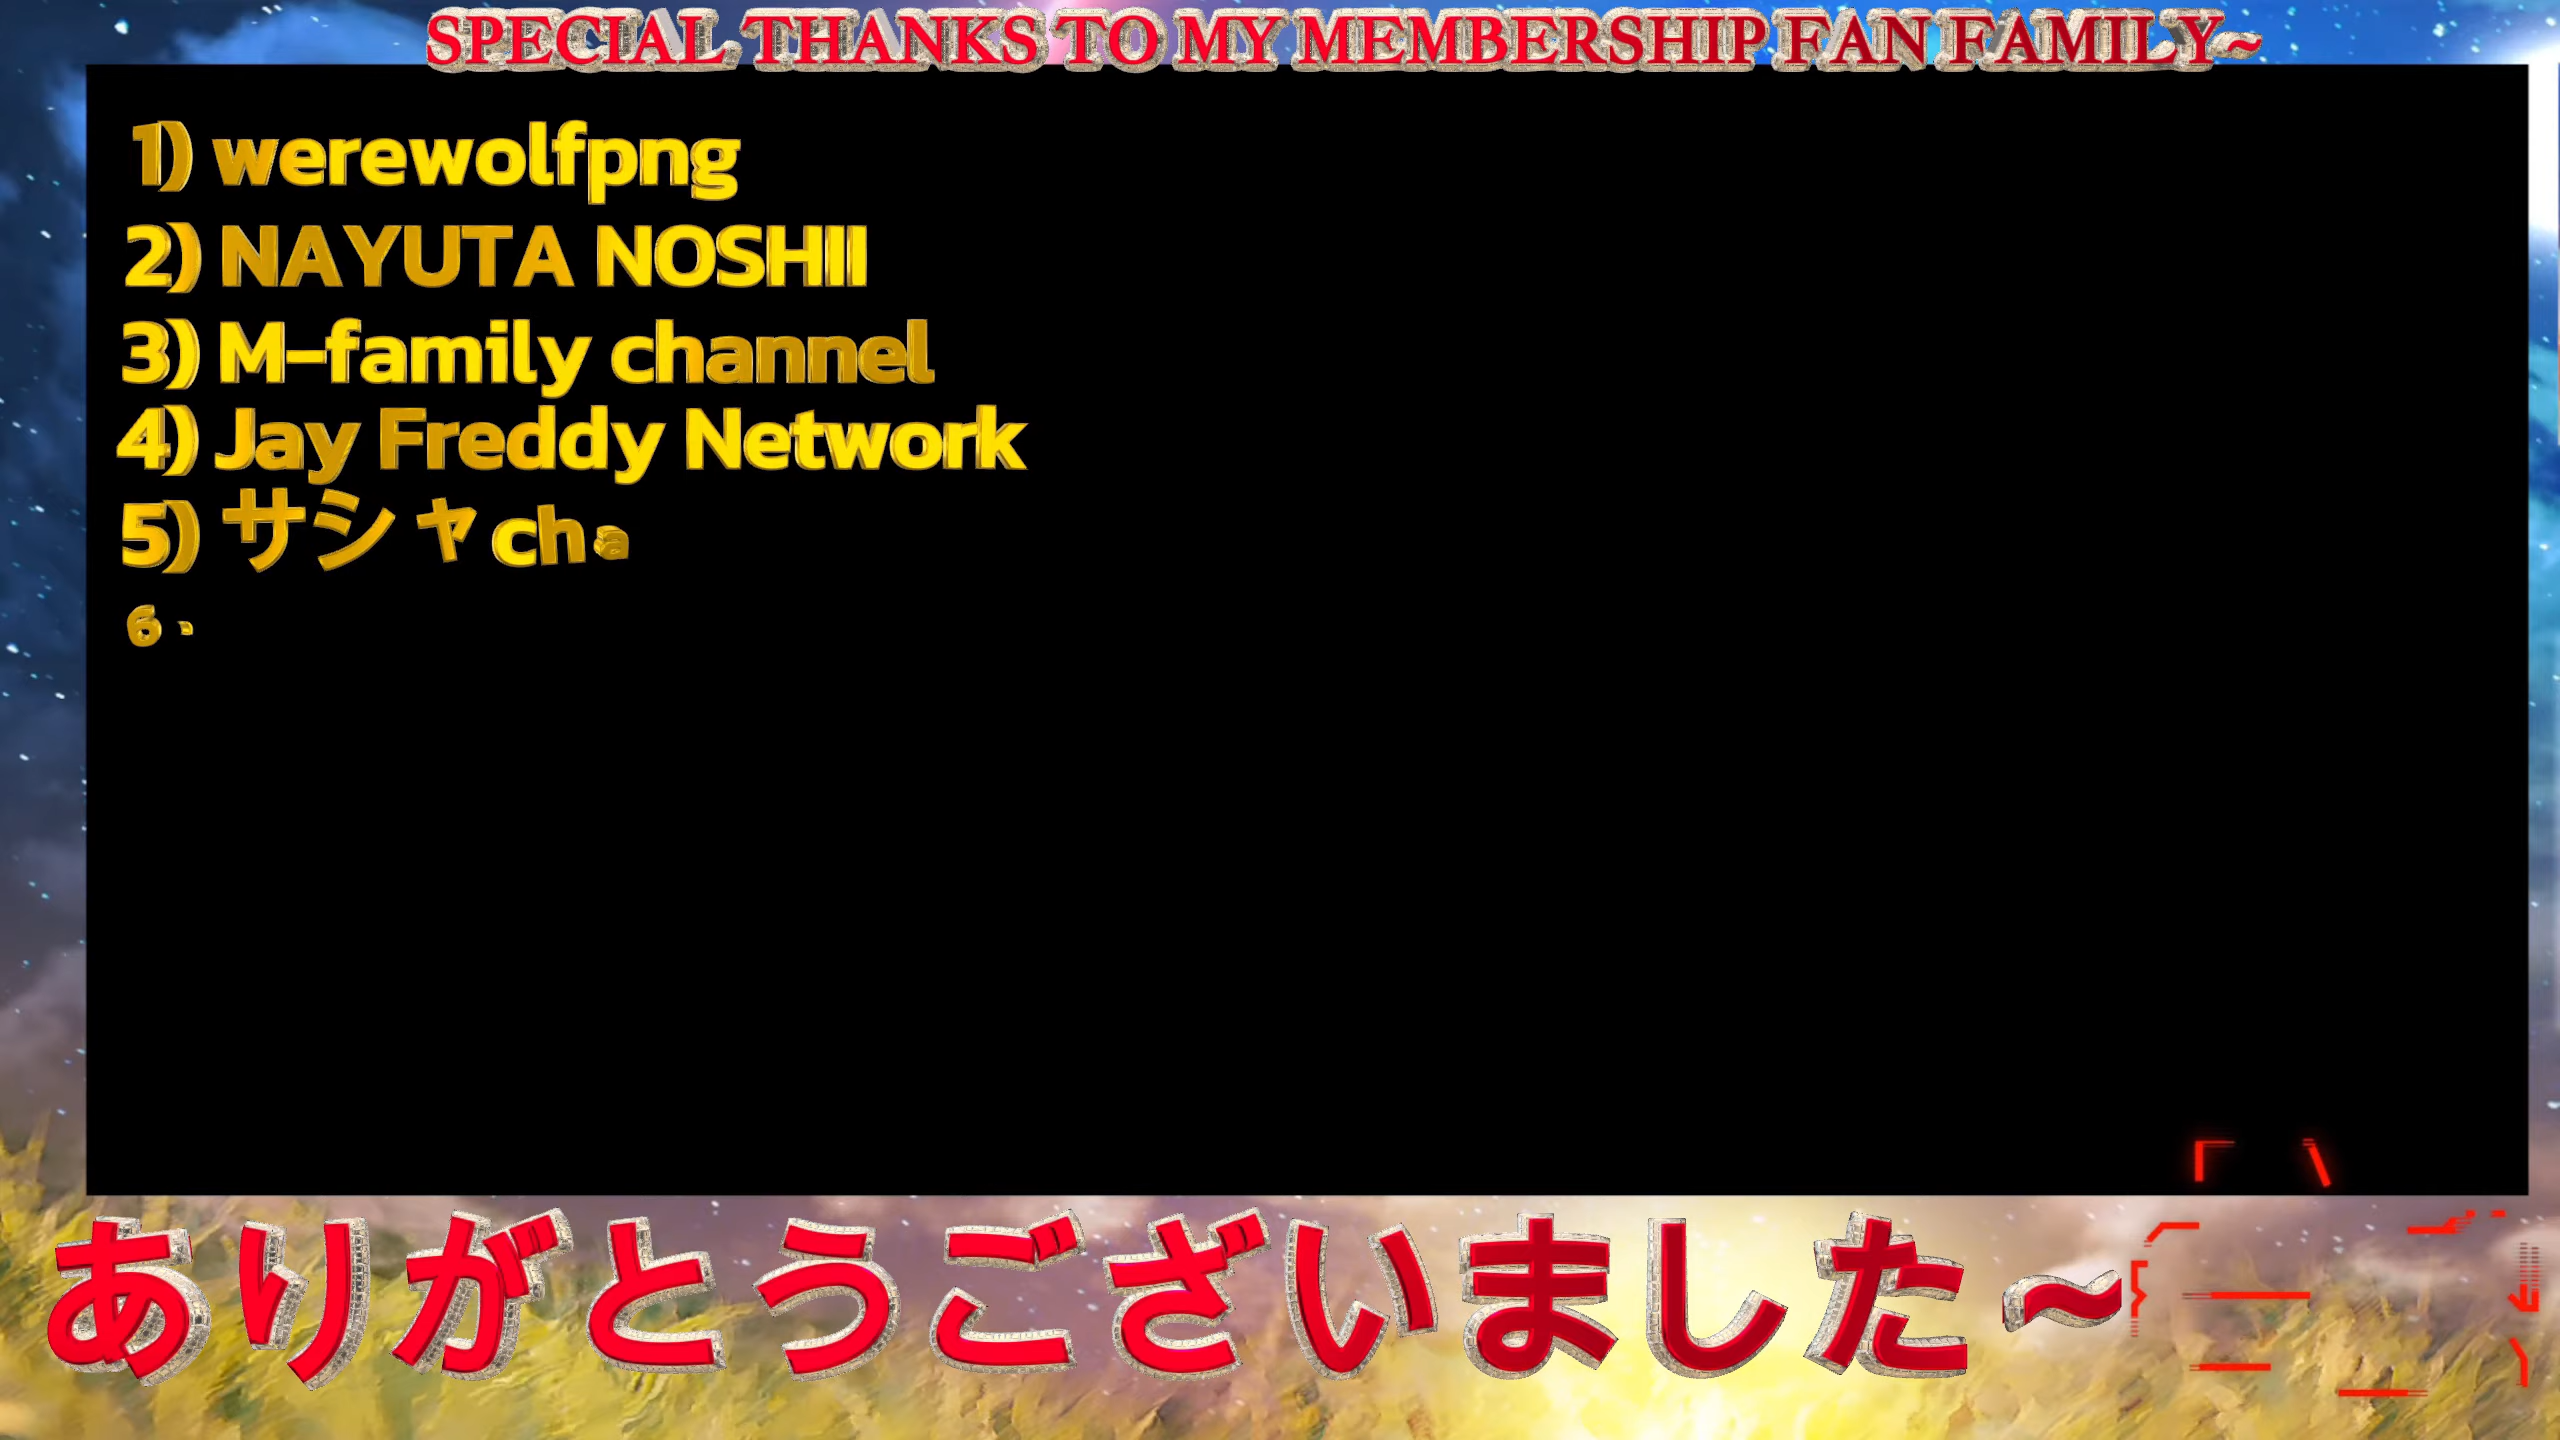 SPECIAL THANKS TO MY MEMBERSHIP FAN FAMILY~
1) werewolfpng
2) NAYUTA NOSHII
3) M-family channel
4) Jay Freddy Network
5) サシャcha
6
ありがとうございました~